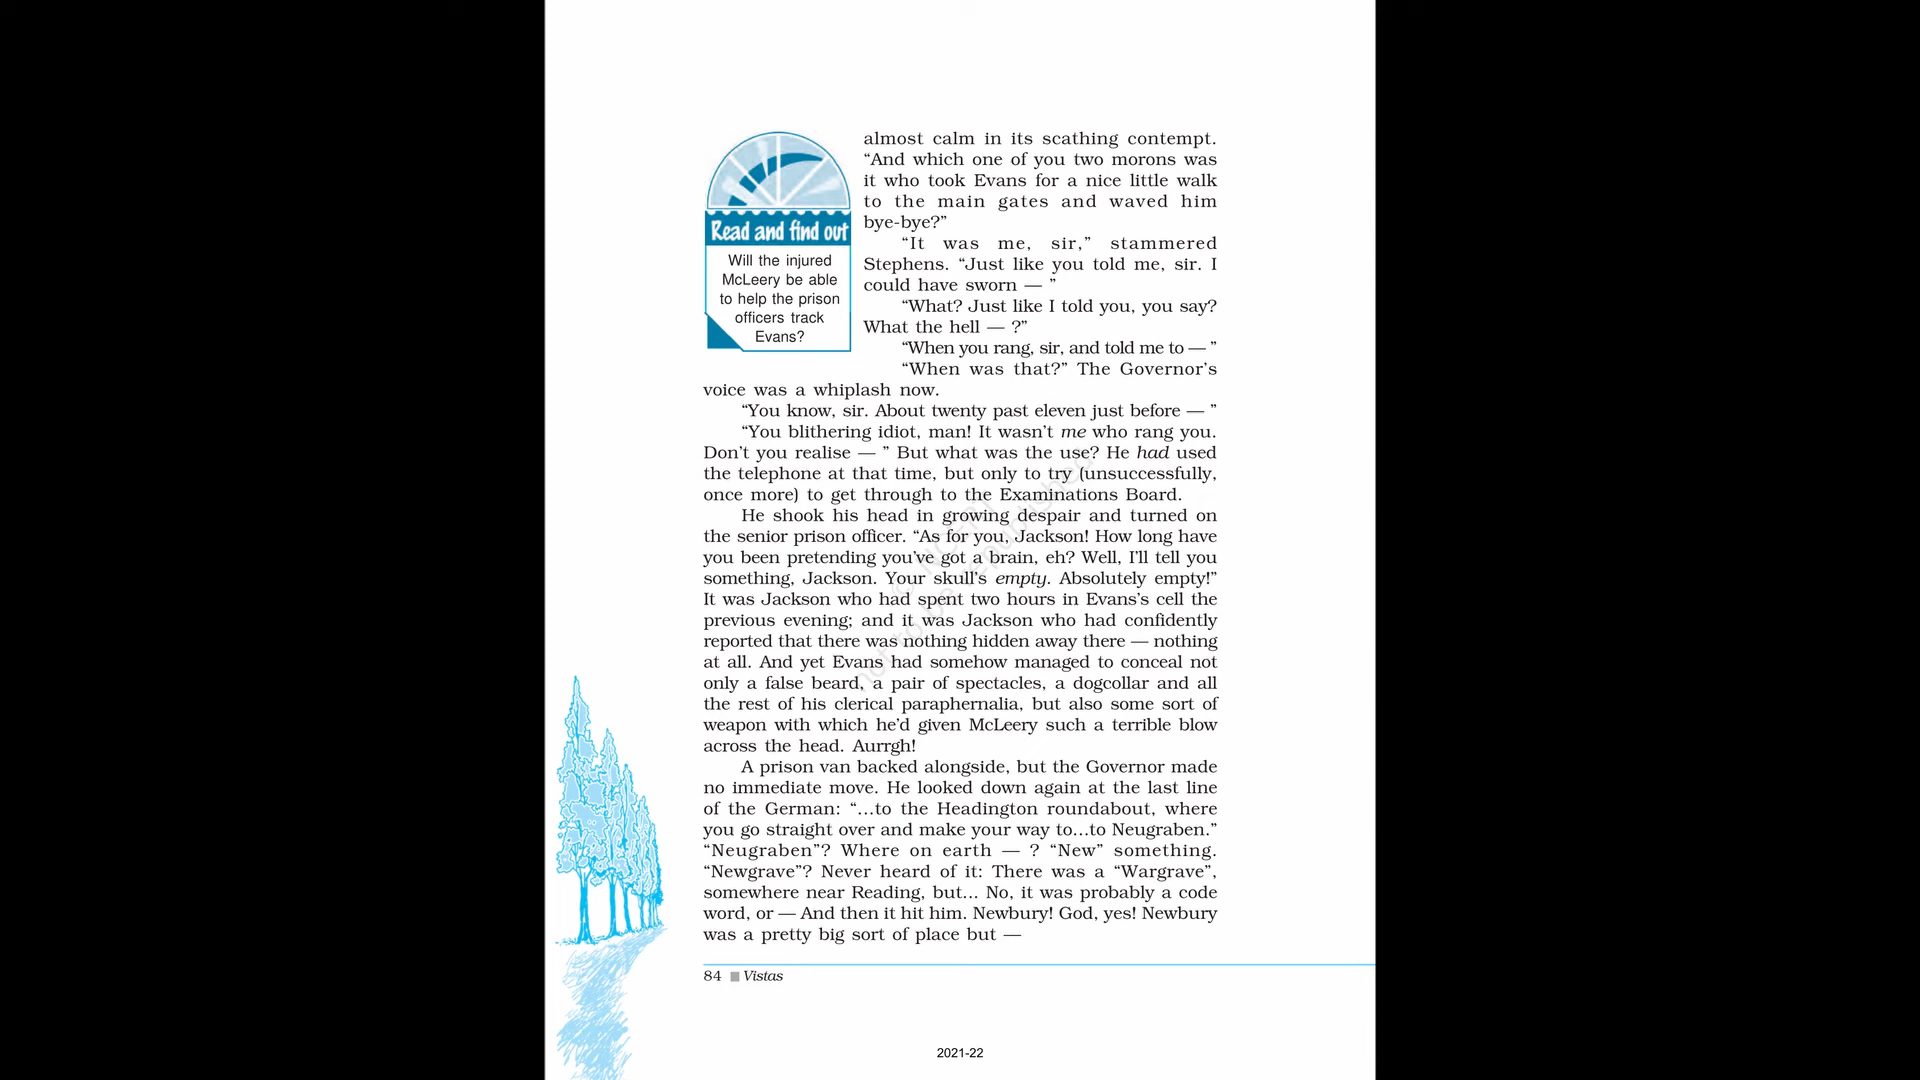 almost calm in its scathing contempt.
“And which one of you two morons was
it who took Evans for a nice little walk
to the main gates and waved him
bye-bye?”
“It was me, sir,” stammered
Stephens. “Just like you told me, sir. I
could have sworn — ”
“What? Just like I told you, you say?
What the hell — ?”
“When you rang, sir, and told me to — ”
“When was that?” The Governor’s
Read and find out
Will the injured
McLeery be able
to help the prison
officers track
Evans?
voice was a whiplash now.
“You know, sir. About twenty past eleven just before — ”
“You blithering idiot, man! It wasn’t me who rang you.
Don’t you realise — ” But what was the use? He had used
the telephone at that time, but only to try (unsuccessfully,
once more) to get through to the Examinations Board.
He shook his head in growing despair and turned on
the senior prison officer. “As for you, Jackson! How long have
you been pretending you’ve got a brain, eh? Well, I’ll tell you
something, Jackson. Your skull’s empty. Absolutely empty!”
It was Jackson who had spent two hours in Evans’s cell the
previous evening; and it was Jackson who had confidently
reported that there was nothing hidden away there — nothing
at all. And yet Evans had somehow managed to conceal not
only a false beard, a pair of spectacles, a dogcollar and all
the rest of his clerical paraphernalia, but also some sort of
weapon with which he’d given McLeery such a terrible blow
across the head. Aurrgh!
A prison van backed alongside, but the Governor made
no immediate move. He looked down again at the last line
of the German: “...to the Headington roundabout, where
you go straight over and make your way to...to Neugraben.”
“Neugraben”? Where on earth — ? “New” something.
“Newgrave”? Never heard of it: There was a “Wargrave”,
somewhere near Reading, but... No, it was probably a code
word, or — And then it hit him. Newbury! God, yes! Newbury
was a pretty big sort of place but —
© NCERT
not to be republished
84 ■ Vistas
2021-22